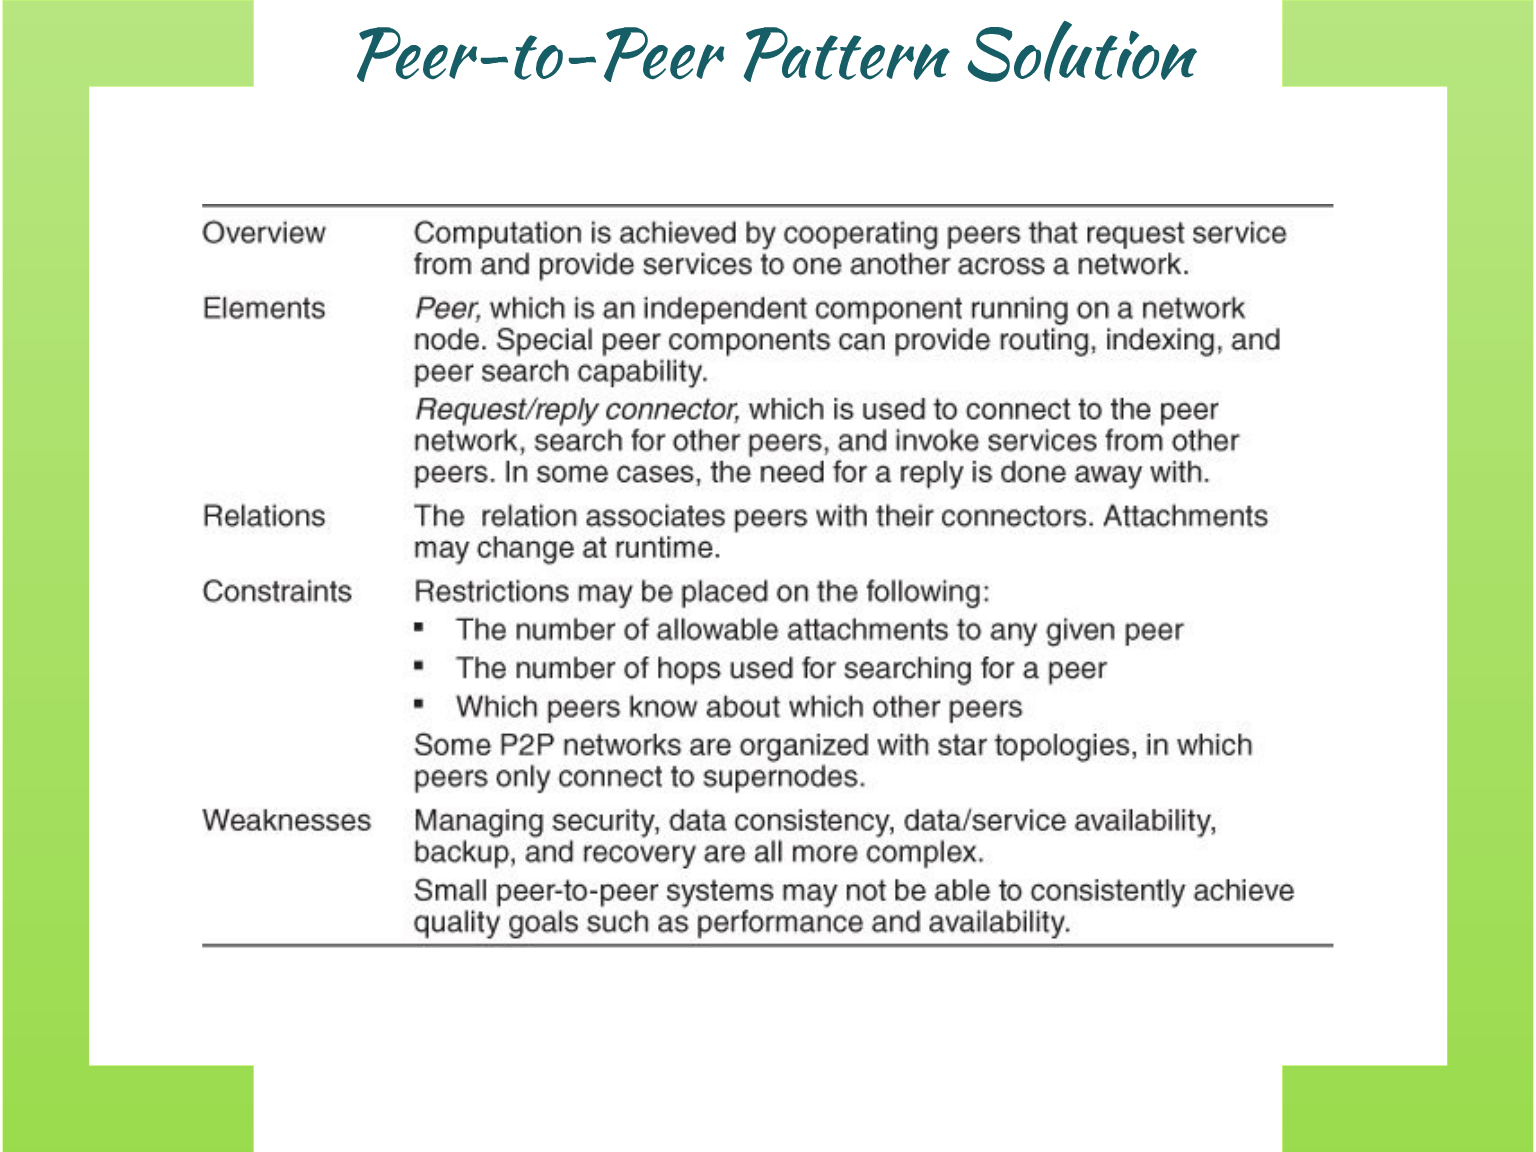 Peer-to-Peer Pattern Solution
Overview Computation is achieved by cooperating peers that request service
from and provide services to one another across a network.
Elements Peer, which is an independent component running on a network
node. Special peer components can provide routing, indexing, and
peer search capability.
Request/reply connector, which is used to connect to the peer
network, search for other peers, and invoke services from other
peers. In some cases, the need for a reply is done away with.
Relations The relation associates peers with their connectors. Attachments
may change at runtime.
Constraints Restrictions may be placed on the following:
▪ The number of allowable attachments to any given peer
▪ The number of hops used for searching for a peer
▪ Which peers know about which other peers
Some P2P networks are organized with star topologies, in which
peers only connect to supernodes.
Weaknesses Managing security, data consistency, data/service availability,
backup, and recovery are all more complex.
Small peer-to-peer systems may not be able to consistently achieve
quality goals such as performance and availability.